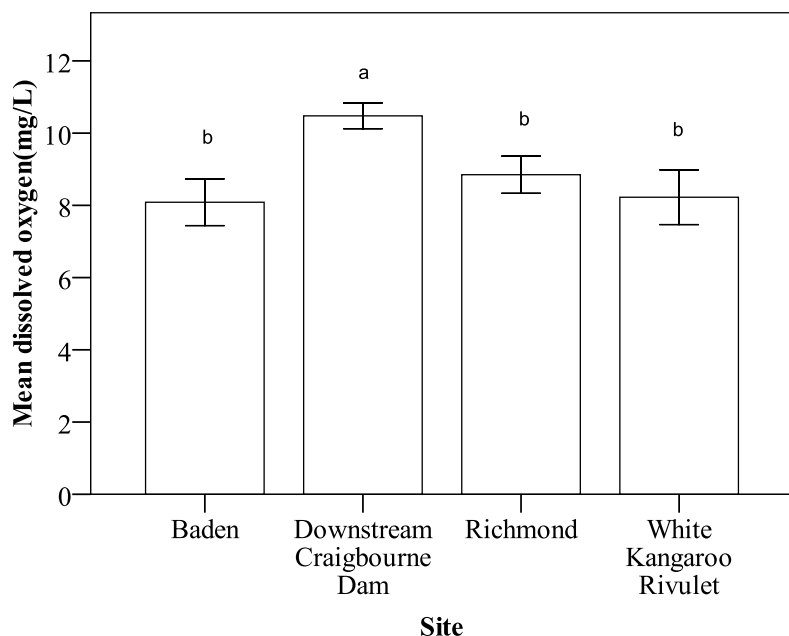 Mean dissolved oxygen(mg/L)
12
10
8
6
4
2
0
b
a
b
b
Baden
Downstream
Craigbourne
Dam
Richmond
White
Kangaroo
Rivulet
Site